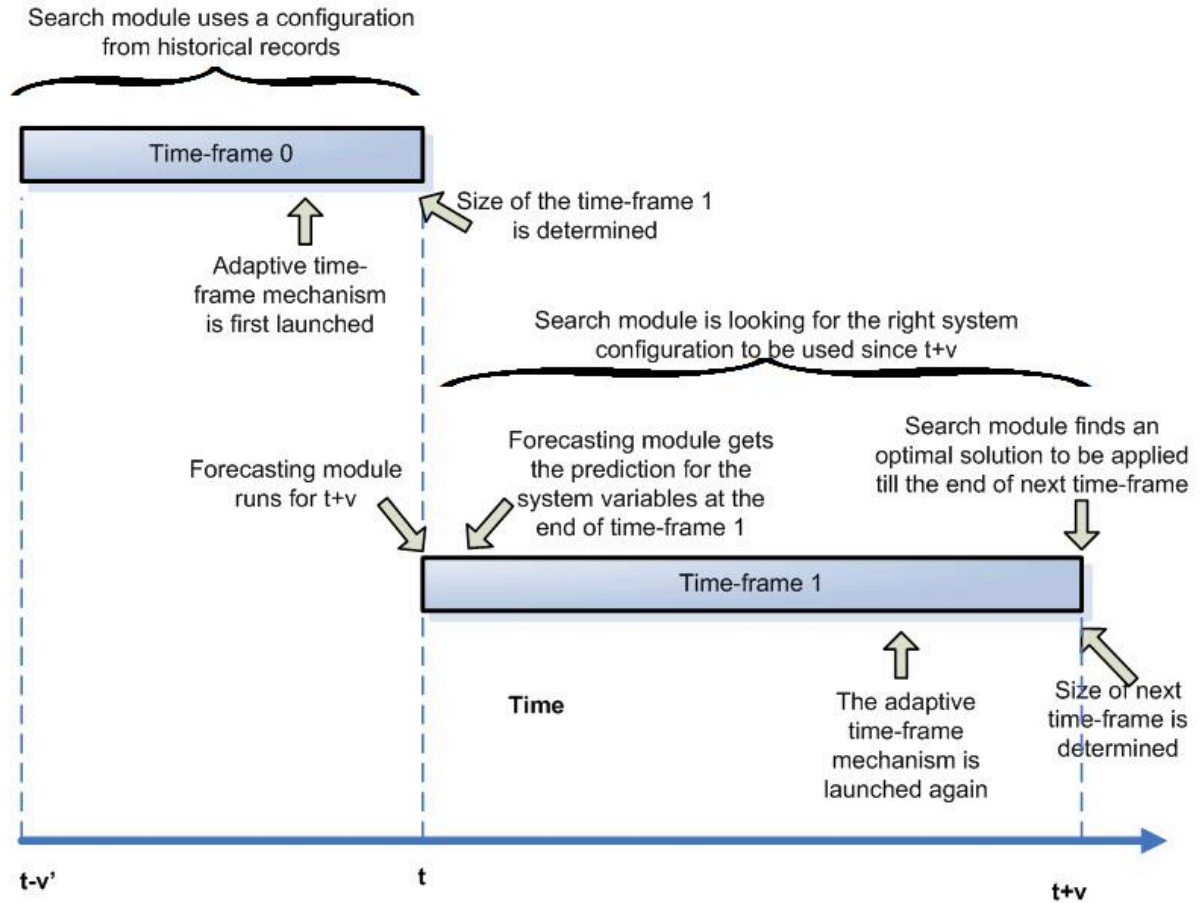 Search module uses a configuration
from historical records
Time-frame 0
Size of the time-frame 1
is determined
Adaptive time-
frame mechanism
is first launched
Search module is looking for the right system
configuration to be used since t+v
Forecasting module
runs for t+v
Forecasting module gets
the prediction for the
system variables at the
end of time-frame 1
Search module finds an
optimal solution to be applied
till the end of next time-frame
Time-frame 1
Time
The adaptive
time-frame
mechanism is
launched again
Size of next
time-frame is
determined
t-v’
t
t+v